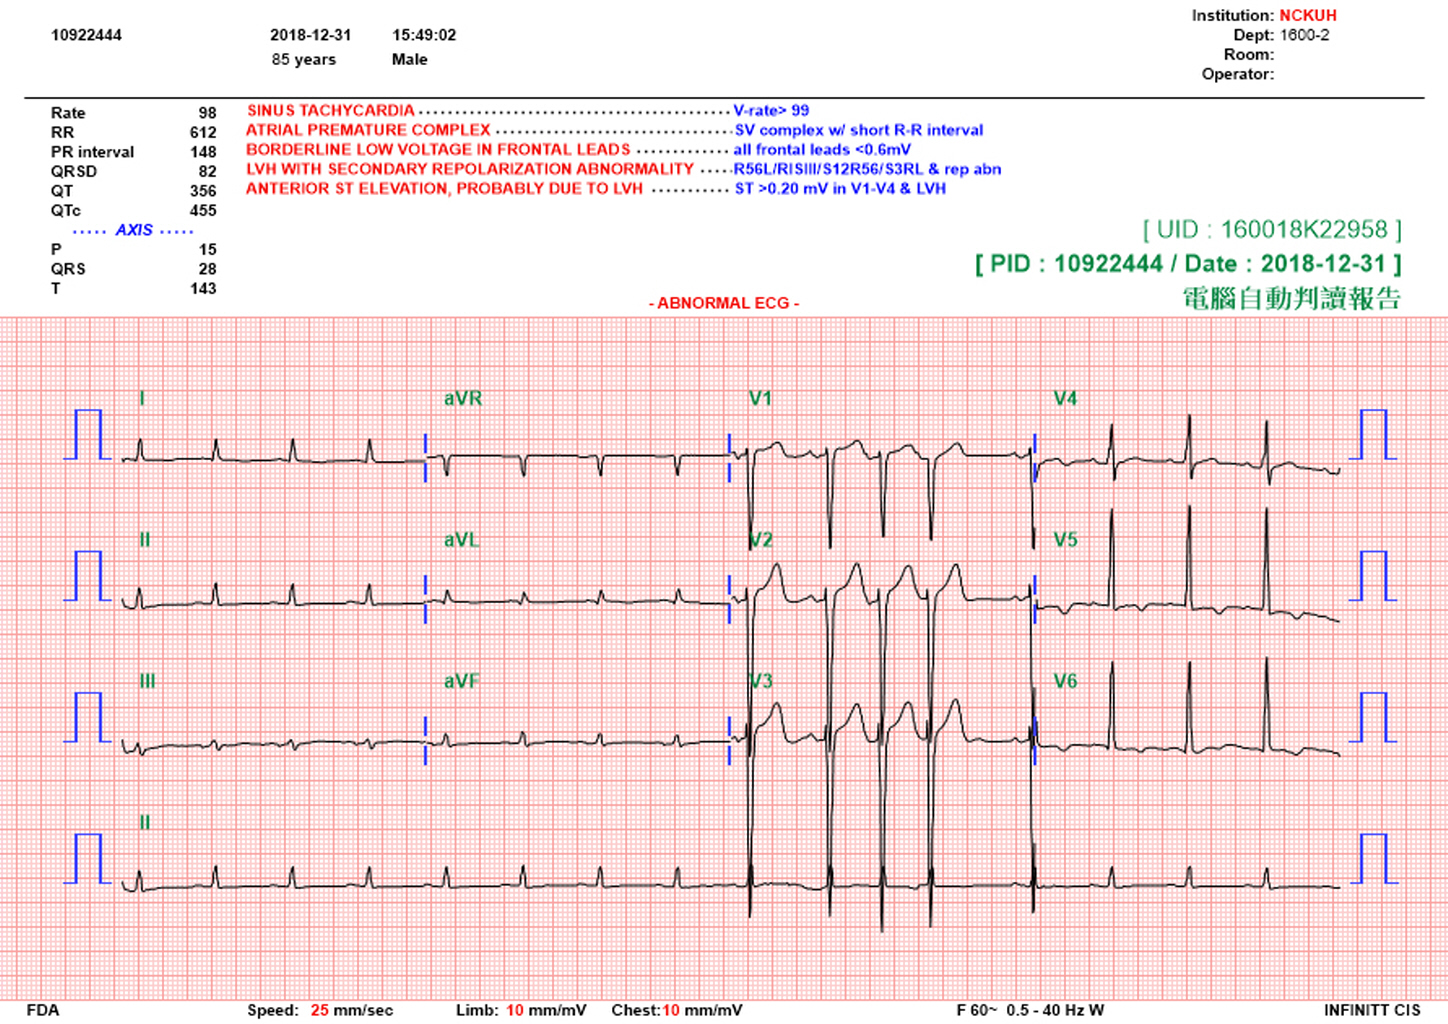 Institution: NCKUH
10922444 2018-12-31 15:49:02 Dept: 1600-2
85 years Male Room:
Operator:
Rate 98 SINUS TACHYCARDIA V-rate> 99
RR 612 ATRIAL PREMATURE COMPLEX SV complex w/ short R-R interval
PR interval 148 BORDERLINE LOW VOLTAGE IN FRONTAL LEADS all frontal leads <0.6mV
QRSD 82 LVH WITH SECONDARY REPOLARIZATION ABNORMALITY R56L/RISIII/S12R56/S3RL & rep abn
QT 356 ANTERIOR ST ELEVATION, PROBABLY DUE TO LVH ST >0.20 mV in V1-V4 & LVH
QTc 455
····· AXIS ·····
P 15
QRS 28
T 143
[ UID : 160018K22958 ]
[ PID : 10922444 / Date : 2018-12-31 ]
電腦自動判讀報告
- ABNORMAL ECG -
I aVR V1 V4
II aVL V2 V5
III aVF V3 V6
II
FDA Speed: 25 mm/sec Limb: 10 mm/mV Chest:10 mm/mV F 60~ 0.5 - 40 Hz W INFINITT CIS